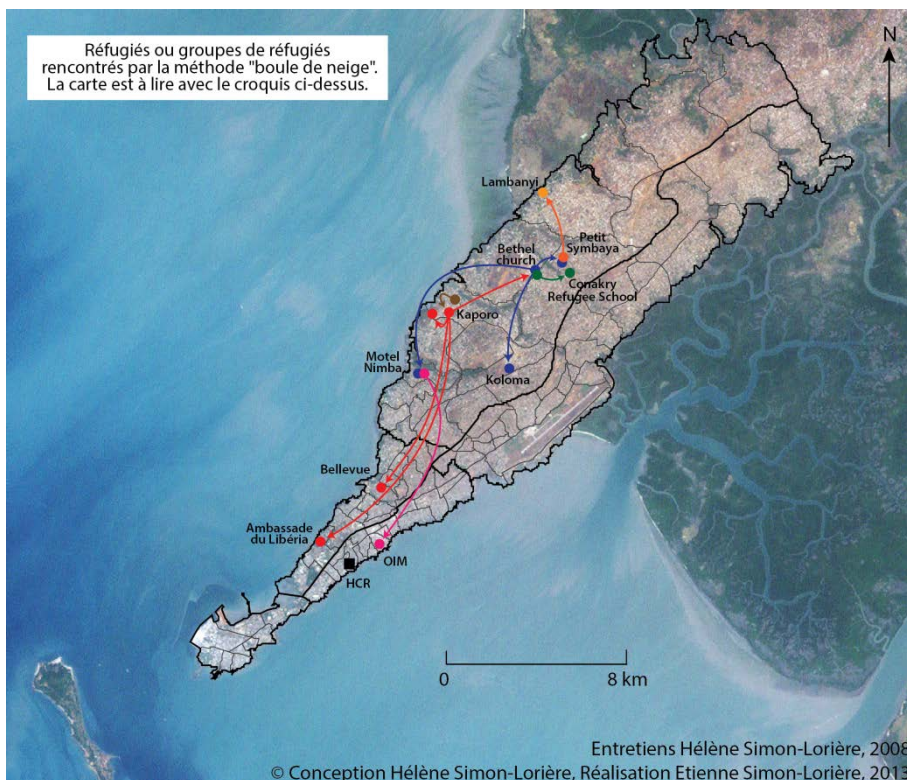 Réfugiés ou groupes de réfugiés
rencontrés par la méthode "boule de neige".
La carte est à lire avec le croquis ci-dessus.
N
Lambanyi
Petit
Symbaya
Bethel
church
Conakry
Refugee School
Kaporo
Motel
Nimba
Koloma
Bellevue
Ambassade
du Libéria
OIM
HCR
0 8 km
Entretiens Hélène Simon-Lorière, 2008
© Conception Hélène Simon-Lorière, Réalisation Etienne Simon-Lorière, 2013